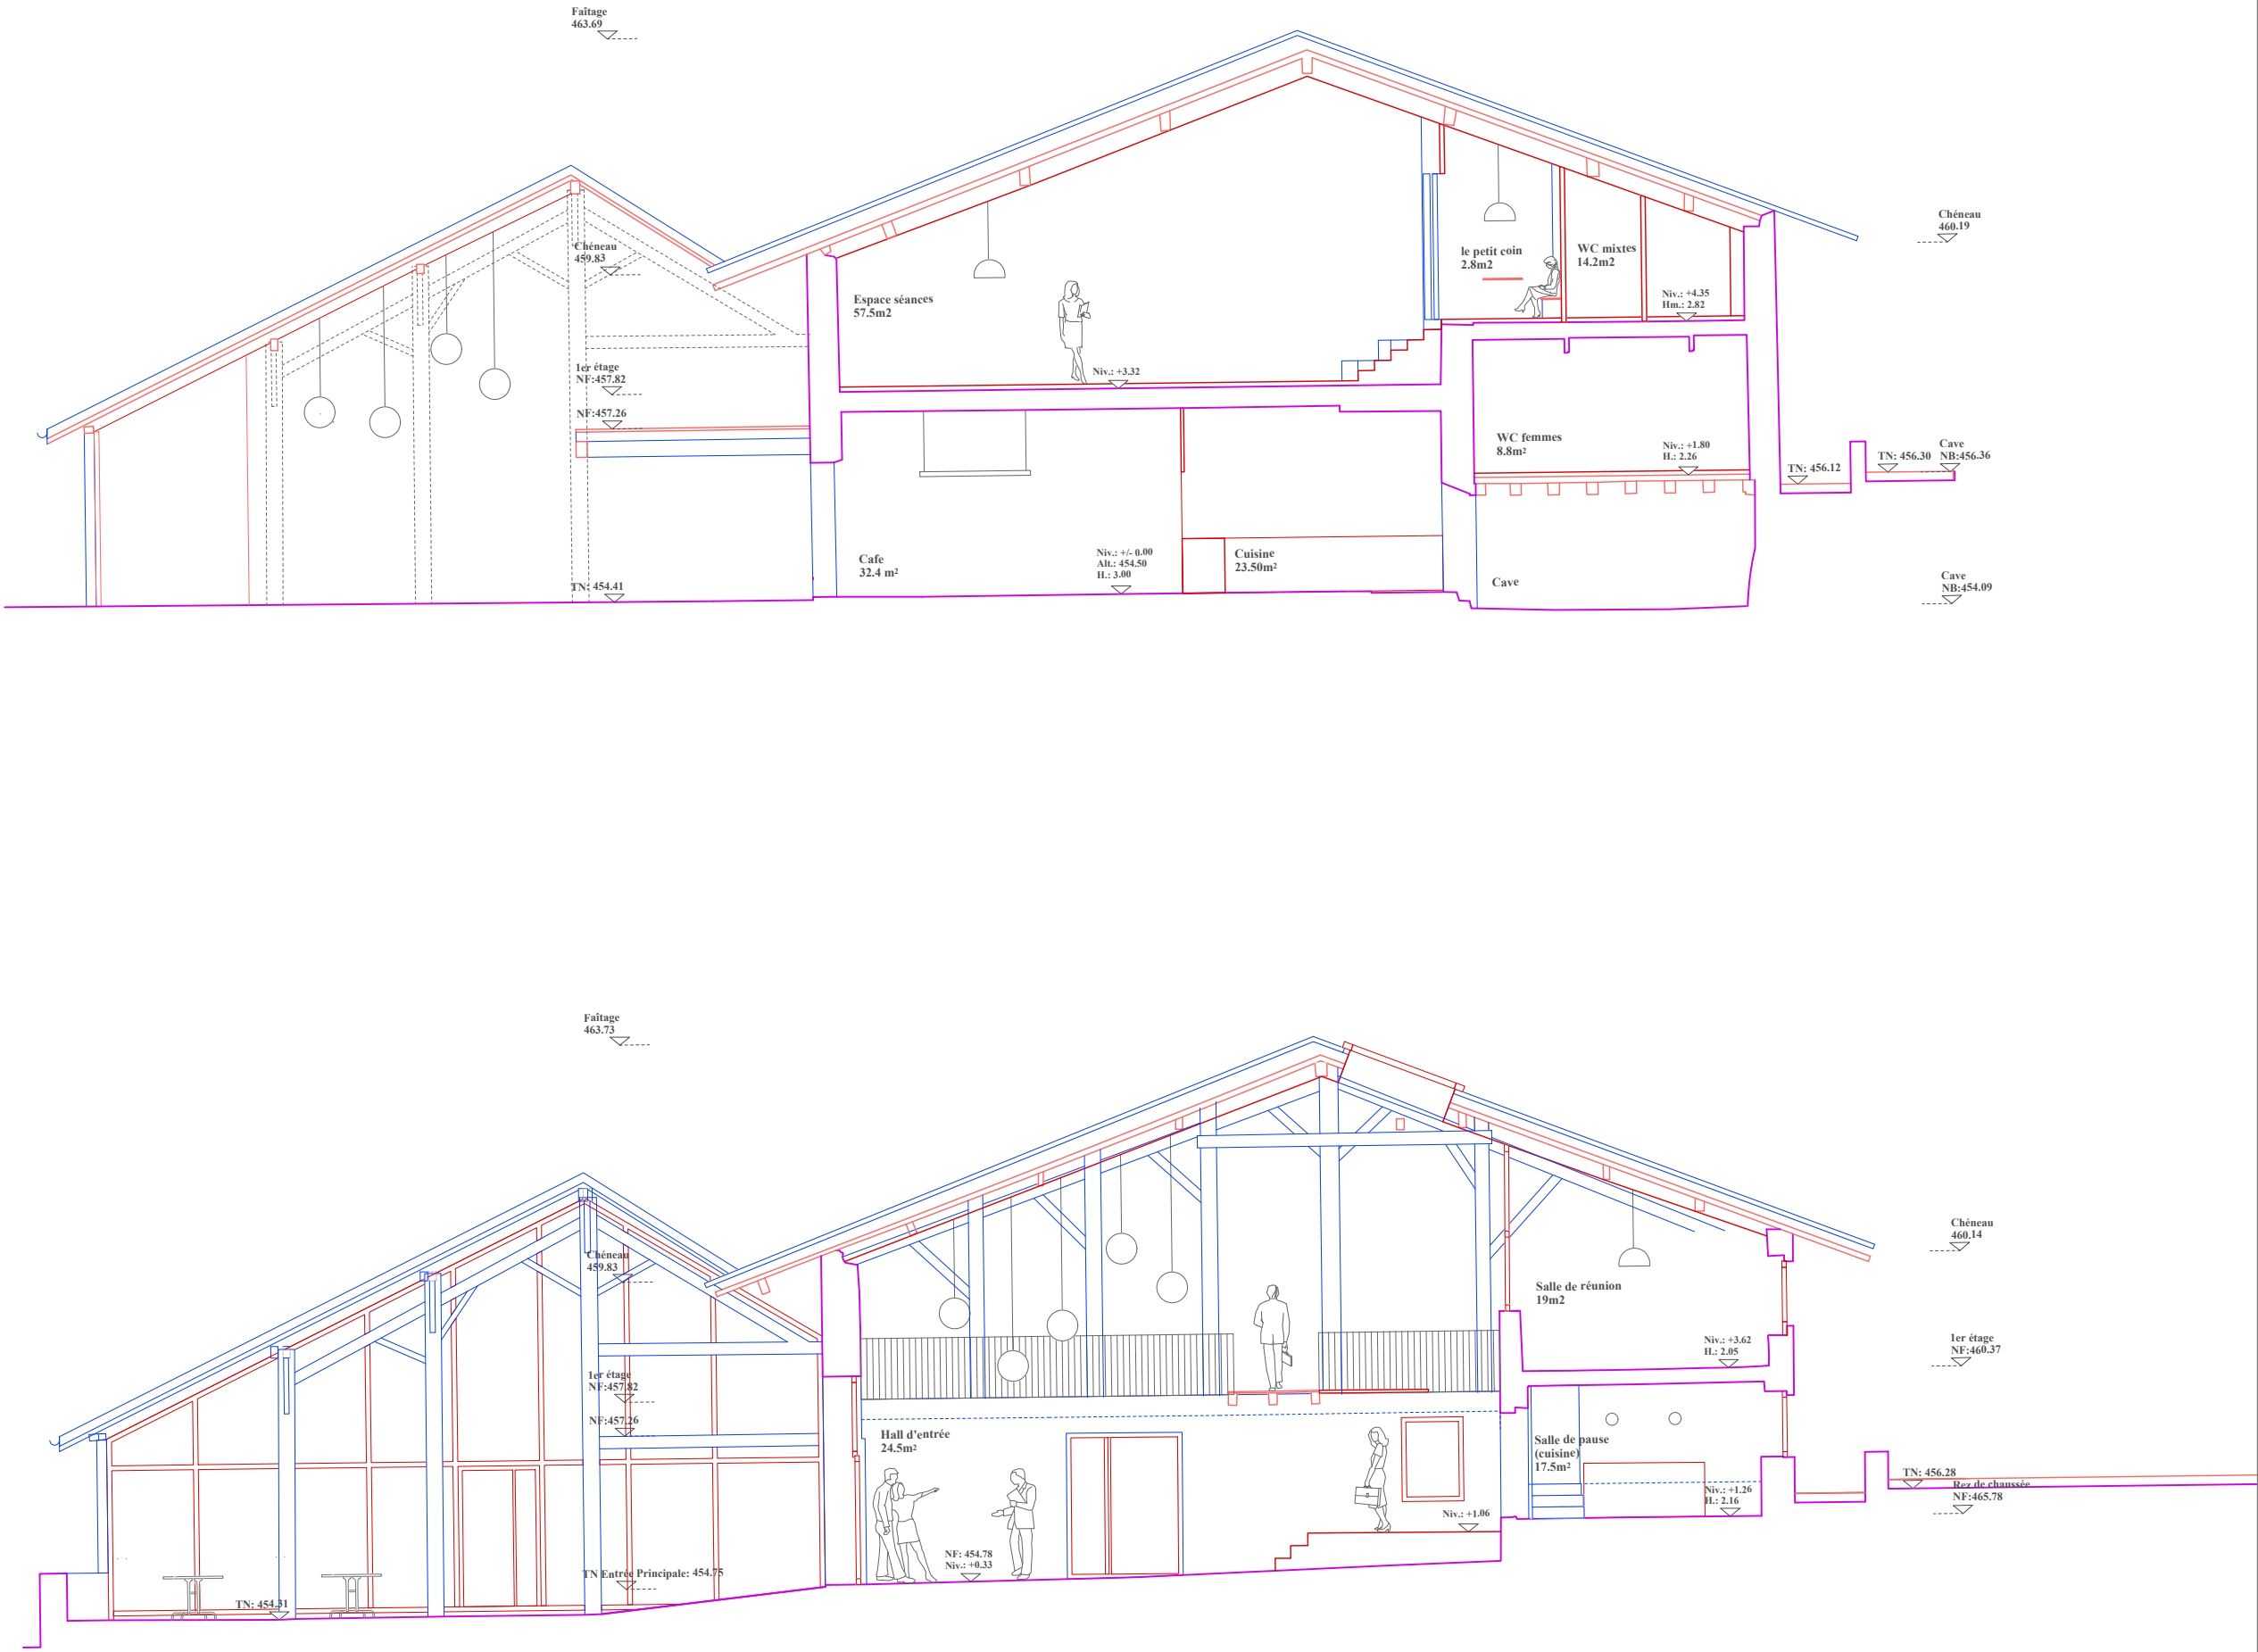 Faîtage
463.69
Chéneau
460.19
Chéneau
459.83
le petit coin
2.8m2
WC mixtes
14.2m2
Espace séances
57.5m2
Niv.: +4.35
Hm.: 2.82
1er étage
NF:457.82
Niv.: +3.32
NF:457.26
WC femmes
8.8m²
Niv.: +1.80
H.: 2.26
TN: 456.12
TN: 456.30
Cave
NB:456.36
Cafe
32.4 m²
Niv.: +/- 0.00
Alt.: 454.50
H.: 3.00
Cuisine
23.50m²
Cave
Cave
NB:454.09
TN: 454.41
Faîtage
463.73
Chéneau
460.14
Chéneau
459.83
Salle de réunion
19m2
Niv.: +3.62
H.: 2.05
1er étage
NF:460.37
1er étage
NF:457.82
NF:457.26
Hall d'entrée
24.5m²
Salle de pause
(cuisine)
17.5m²
TN: 456.28
Rez de chaussée
NF:465.78
Niv.: +1.26
H.: 2.16
Niv.: +1.06
NF: 454.78
Niv.: +0.33
TN Entrée Principale: 454.75
TN: 454.31